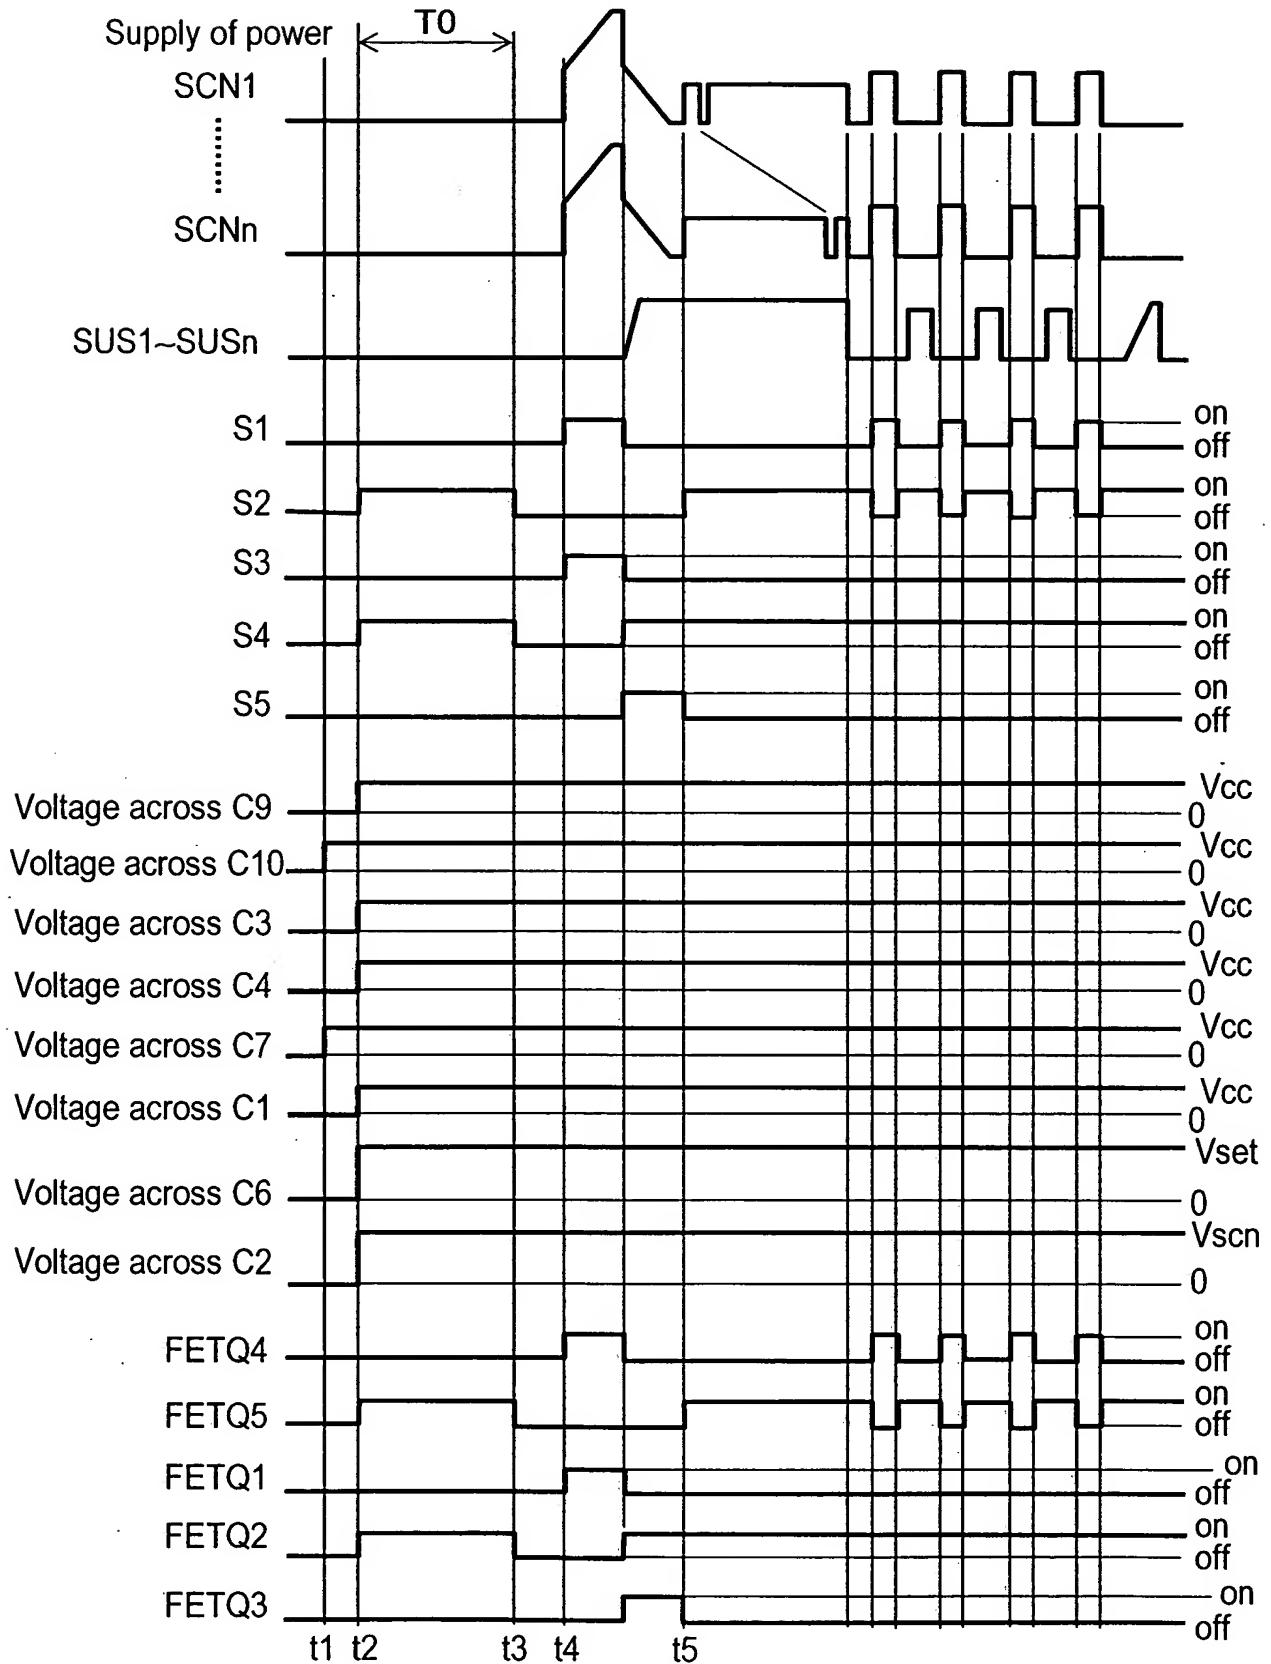 Supply of power
T0
SCN1
SCNn
SUS1~SUSn
S1
on
off
S2
on
off
S3
on
off
S4
on
off
S5
on
off
Voltage across C9
Vcc
0
Voltage across C10
Vcc
0
Voltage across C3
Vcc
0
Voltage across C4
Vcc
0
Voltage across C7
Vcc
0
Voltage across C1
Vcc
0
Voltage across C6
Vset
0
Voltage across C2
Vscn
0
FETQ4
on
off
FETQ5
on
off
FETQ1
on
off
FETQ2
on
off
FETQ3
on
off
t1 t2 t3 t4 t5